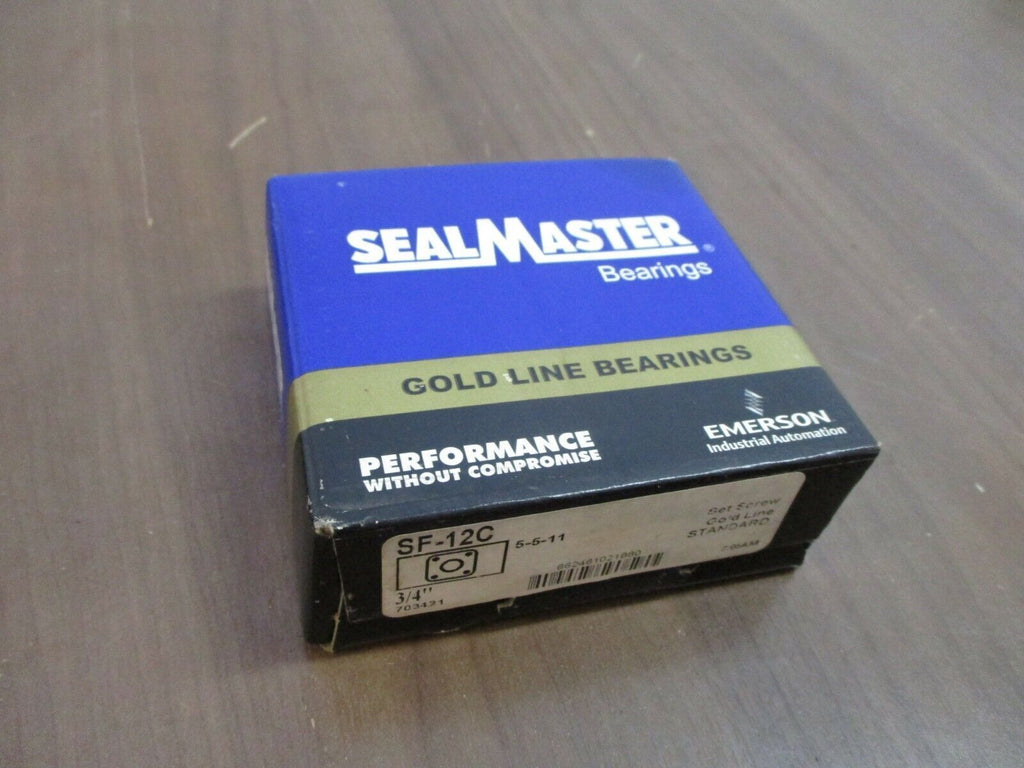 SEALMASTER®
Bearings
GOLD LINE BEARINGS
PERFORMANCE
WITHOUT COMPROMISE
EMERSON
Industrial Automation
SF-12C
5-5-11
3/4"
703421
Set Screw
Gold Line
STANDARD